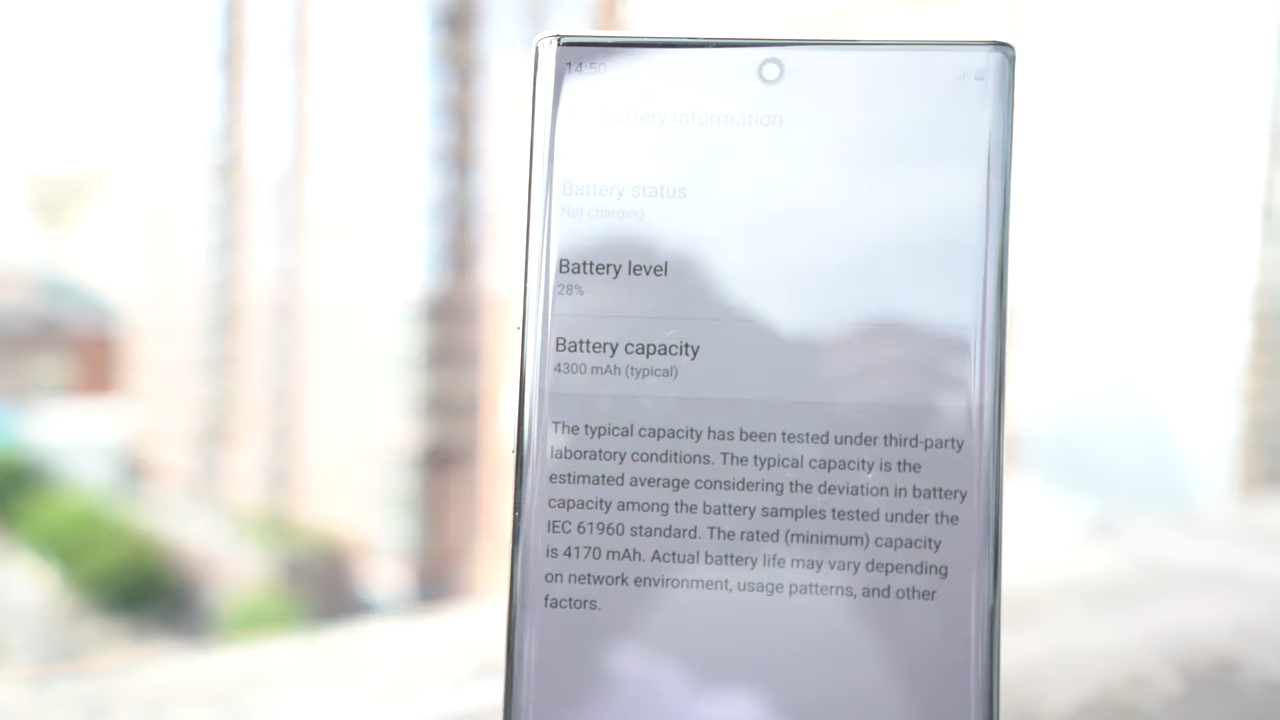 14:50
Battery information
Battery status
Not charging
Battery level
28%
Battery capacity
4300 mAh (typical)
The typical capacity has been tested under third-party
laboratory conditions. The typical capacity is the
estimated average considering the deviation in battery
capacity among the battery samples tested under the
IEC 61960 standard. The rated (minimum) capacity
is 4170 mAh. Actual battery life may vary depending
on network environment, usage patterns, and other
factors.